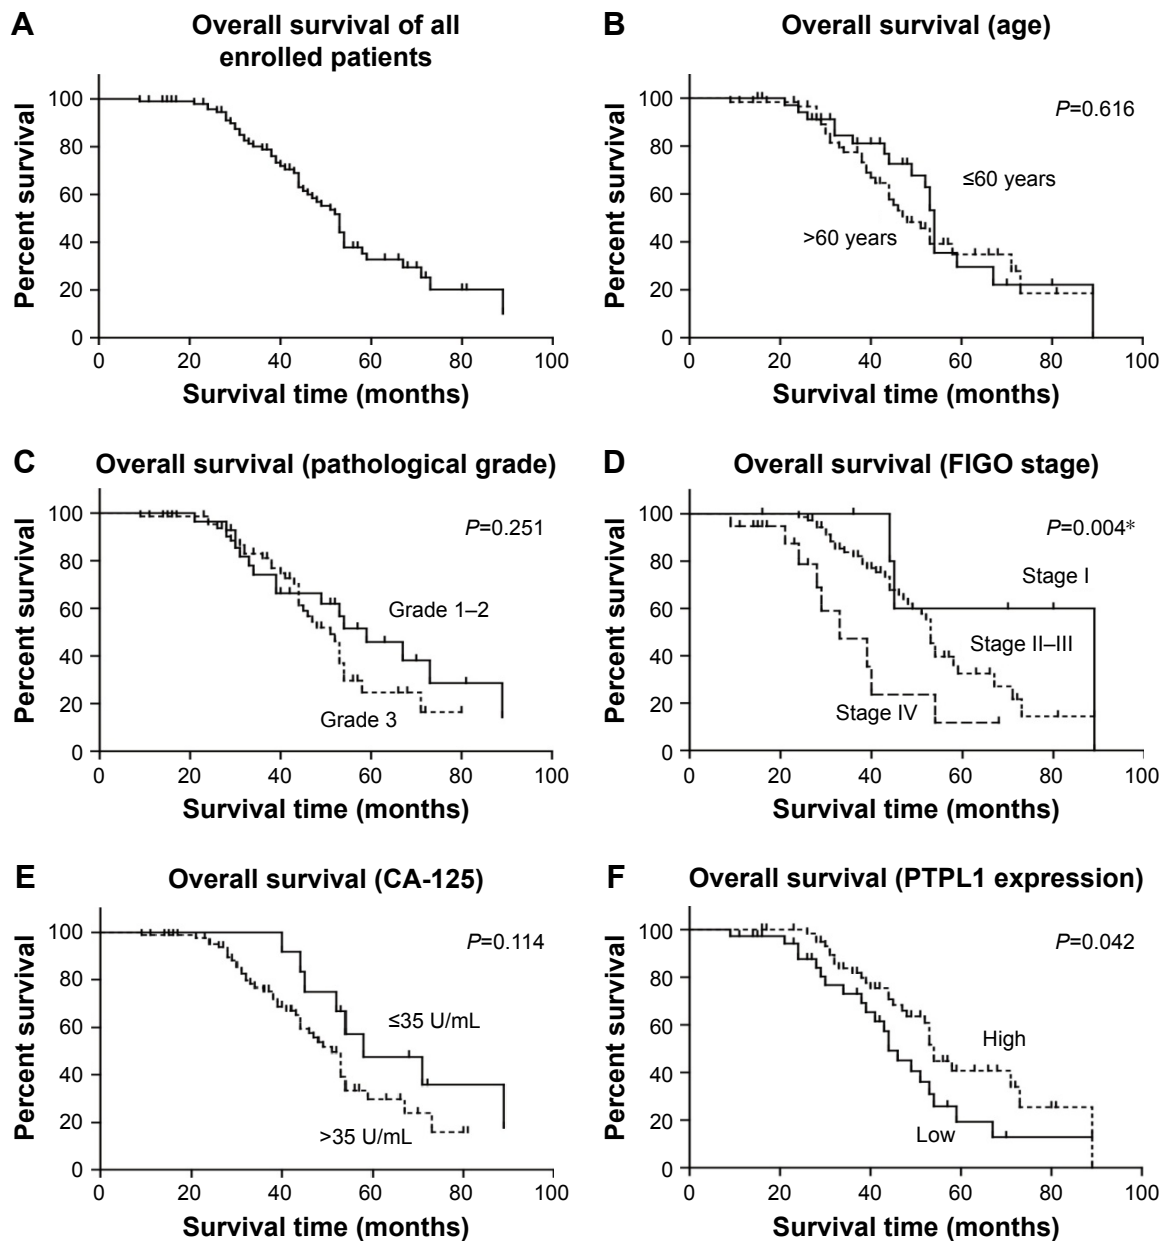 A
Overall survival of all
enrolled patients
Percent survival
100
80
60
40
20
0
0 20 40 60 80 100
Survival time (months)
B
Overall survival (age)
P=0.616
≤60 years
>60 years
Percent survival
100
80
60
40
20
0
0 20 40 60 80 100
Survival time (months)
C
Overall survival (pathological grade)
P=0.251
Grade 1–2
Grade 3
Percent survival
100
80
60
40
20
0
0 20 40 60 80 100
Survival time (months)
D
Overall survival (FIGO stage)
P=0.004*
Stage I
Stage II–III
Stage IV
Percent survival
100
80
60
40
20
0
0 20 40 60 80 100
Survival time (months)
E
Overall survival (CA-125)
P=0.114
≤35 U/mL
>35 U/mL
Percent survival
100
80
60
40
20
0
0 20 40 60 80 100
Survival time (months)
F
Overall survival (PTPL1 expression)
P=0.042
High
Low
Percent survival
100
80
60
40
20
0
0 20 40 60 80 100
Survival time (months)